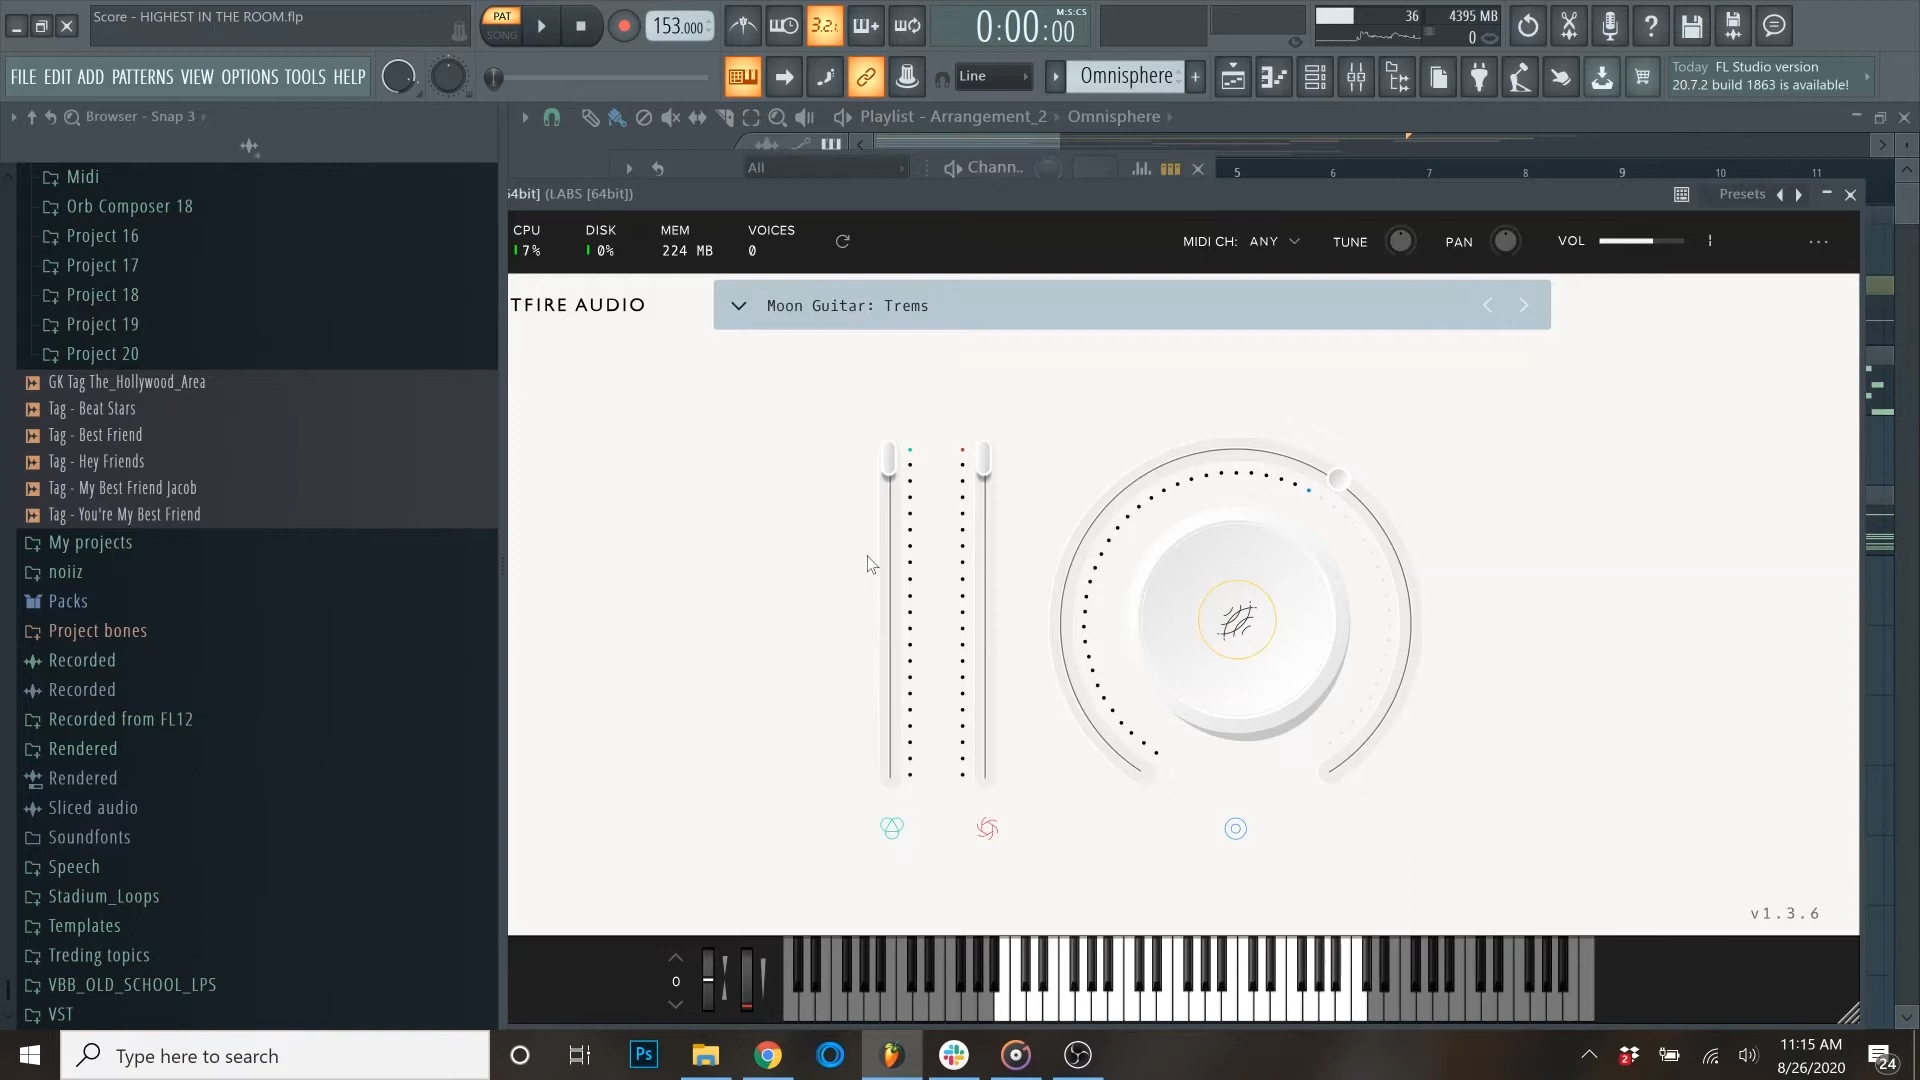 Score - HIGHEST IN THE ROOM.flp
PAT
SONG
153.000
3.2.
0:00:00
M:S:CS
36
4395 MB
0
FILE EDIT ADD PATTERNS VIEW OPTIONS TOOLS HELP
Line
Omnisphere
Today FL Studio version
20.7.2 build 1863 is available!
Browser - Snap 3
Playlist - Arrangement_2
Omnisphere
All
Chann..
5
6
7
8
9
10
11
54bit] (LABS [64bit])
Presets
CPU
7%
DISK
0%
MEM
224 MB
VOICES
0
MIDI CH: ANY
TUNE
PAN
VOL
TFIRE AUDIO
Moon Guitar: Trems
v1.3.6
0
Midi
Orb Composer 18
Project 16
Project 17
Project 18
Project 19
Project 20
GK Tag The_Hollywood_Area
Tag - Beat Stars
Tag - Best Friend
Tag - Hey Friends
Tag - My Best Friend Jacob
Tag - You're My Best Friend
My projects
noiiz
Packs
Project bones
Recorded
Recorded
Recorded from FL12
Rendered
Rendered
Sliced audio
Soundfonts
Speech
Stadium_Loops
Templates
Treding topics
VBB_OLD_SCHOOL_LPS
VST
Type here to search
Ps
2
11:15 AM
8/26/2020
24